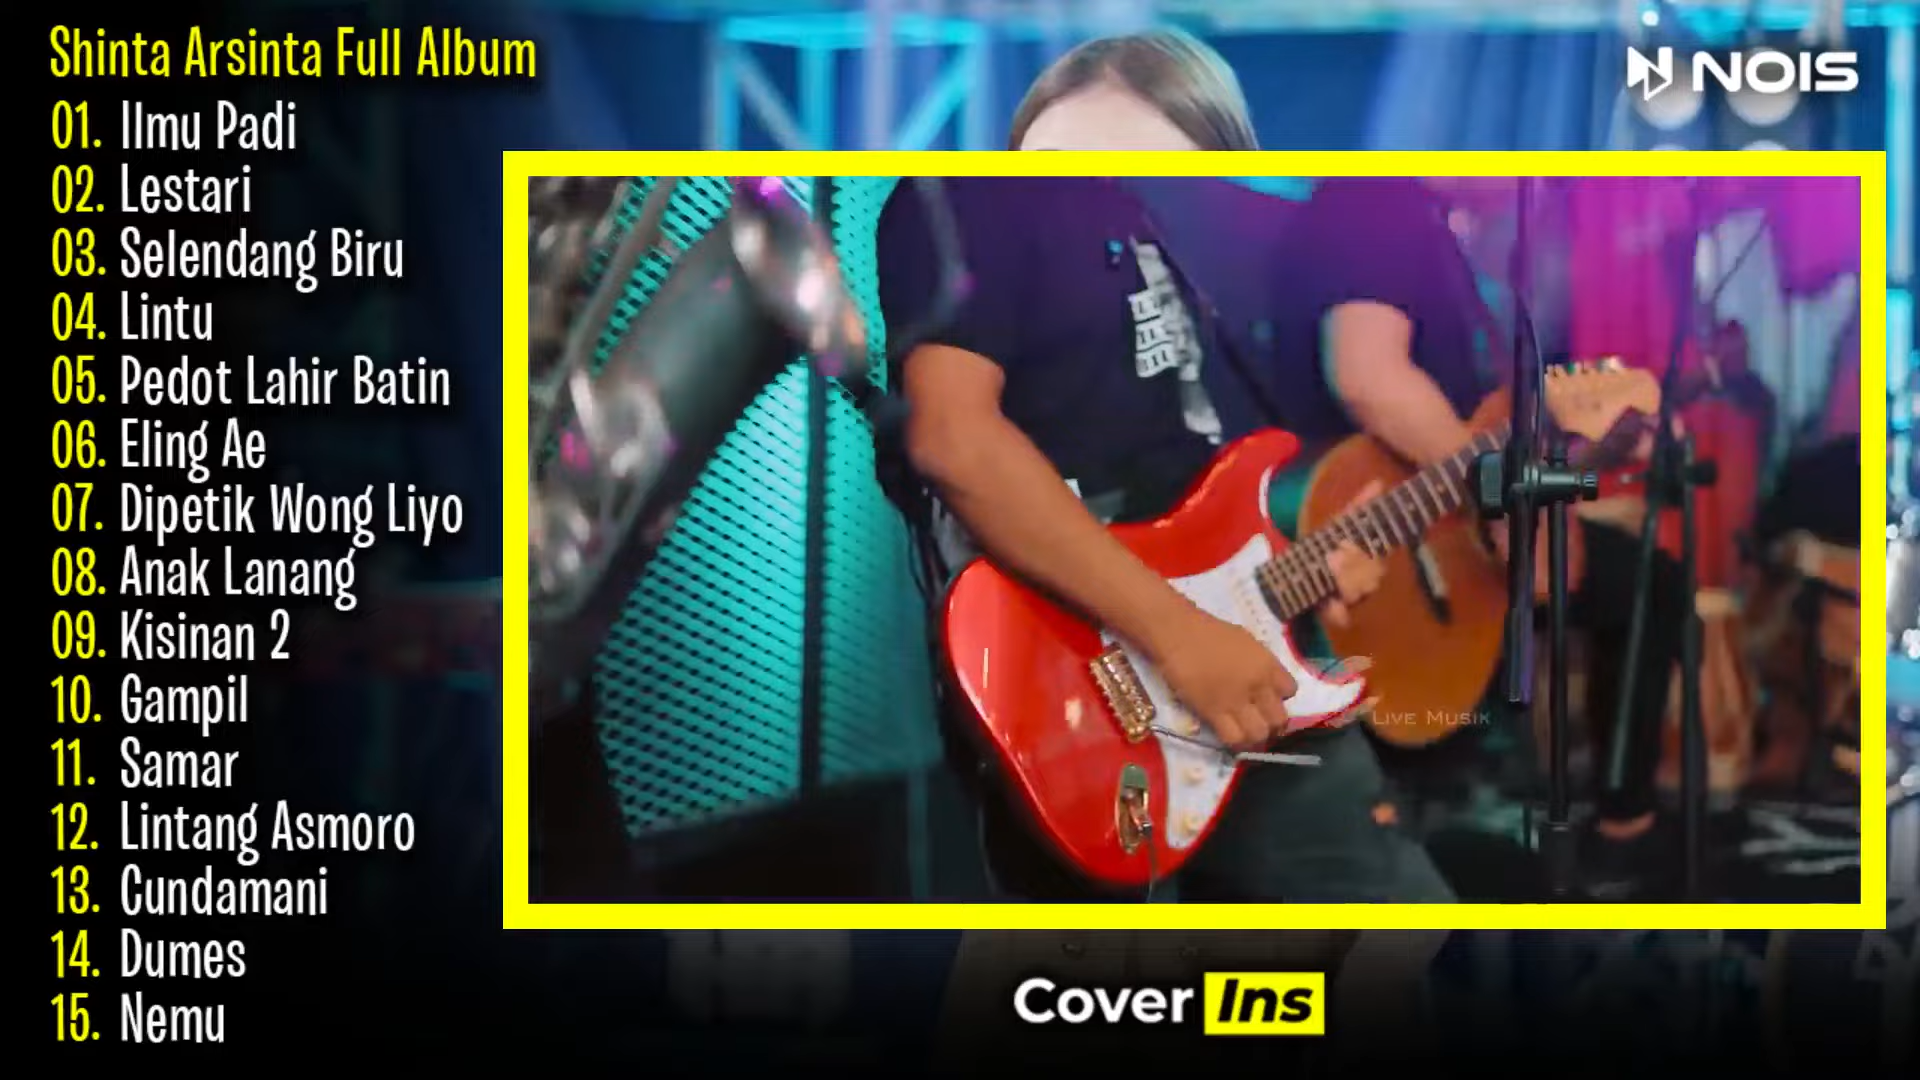 Shinta Arsinta Full Album
01. Ilmu Padi
02. Lestari
03. Selendang Biru
04. Lintu
05. Pedot Lahir Batin
06. Eling Ae
07. Dipetik Wong Liyo
08. Anak Lanang
09. Kisinan 2
10. Gampil
11. Samar
12. Lintang Asmoro
13. Cundamani
14. Dumes
15. Nemu
NOIS
Live Musik
Cover Ins